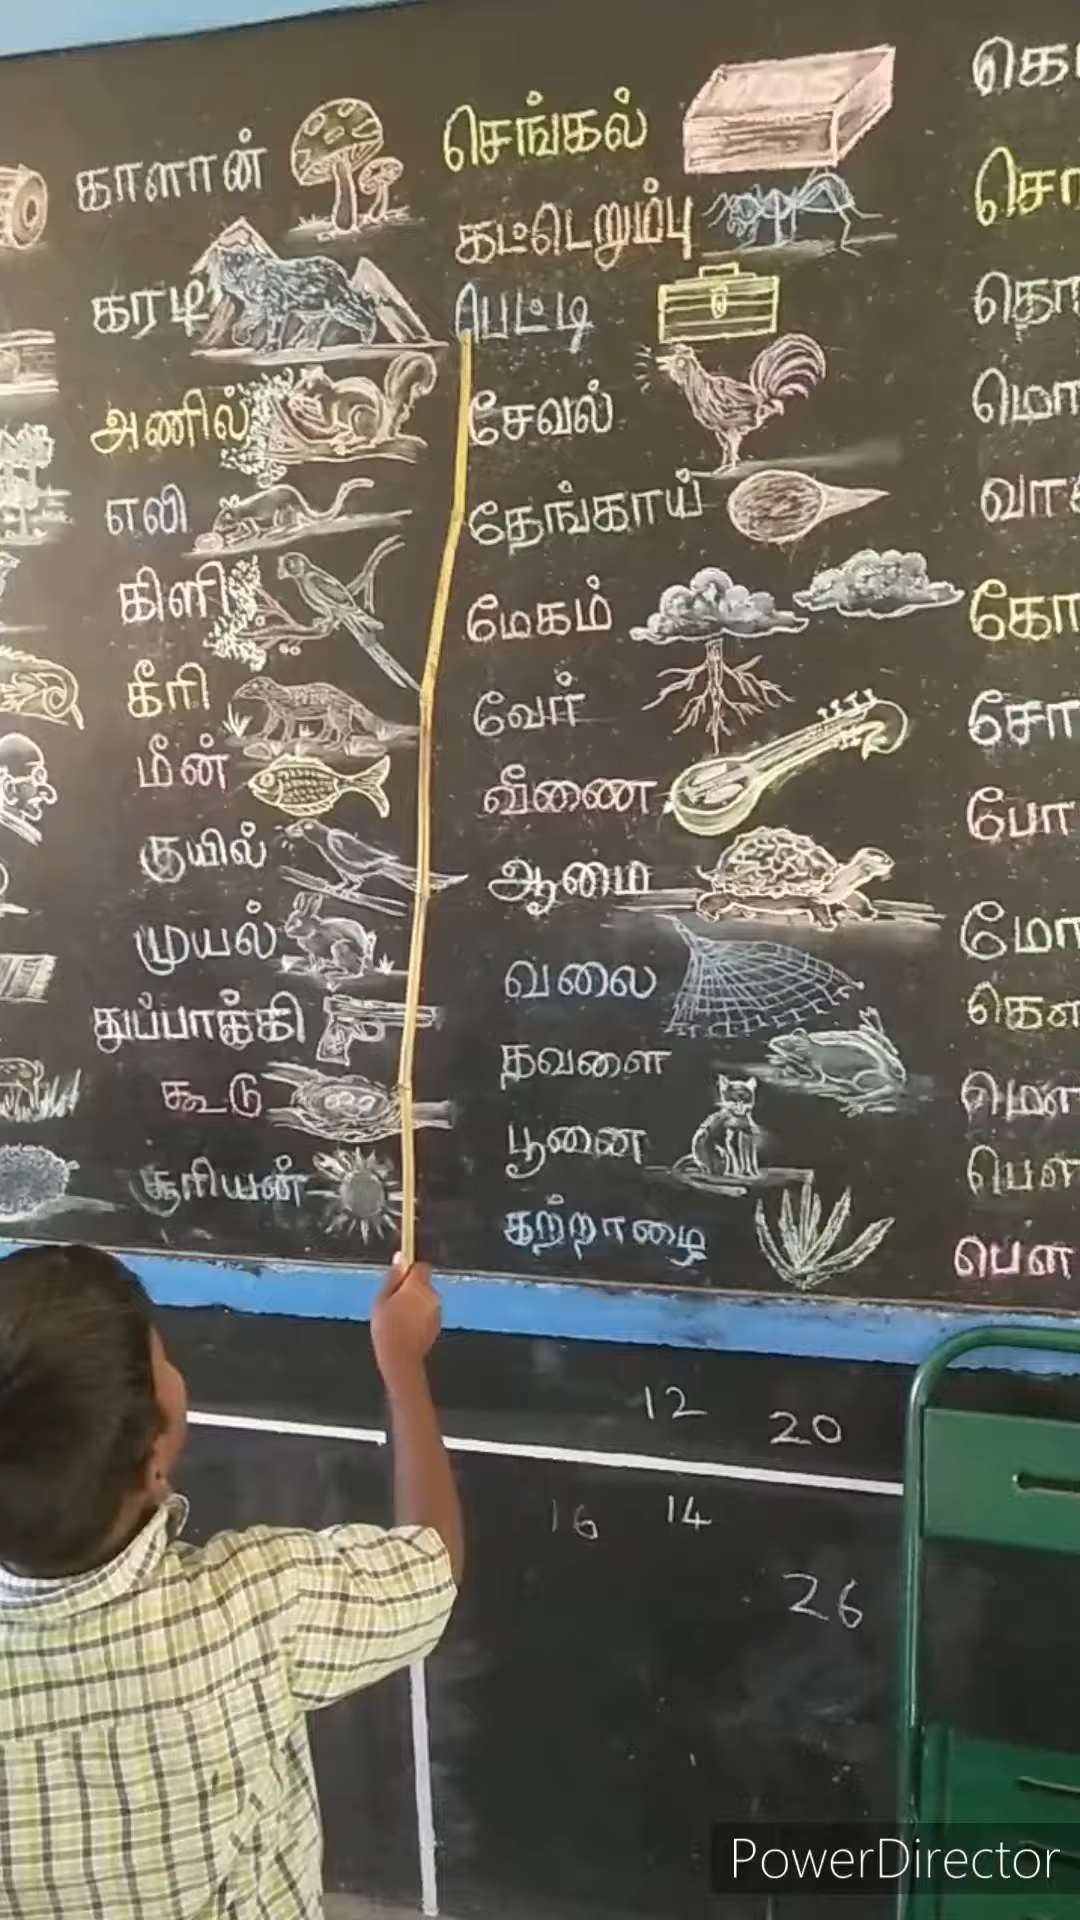 காளான்
கரடி
அணில்
எலி
கிளி
கீரி
மீன்
குயில்
முயல்
துப்பாக்கி
கூடு
சூரியன்
செங்கல்
கட்டெறும்பு
பெட்டி
சேவல்
தேங்காய்
மேகம்
வேர்
வீணை
ஆமை
வலை
தவளை
பூனை
கற்றாழை
12 20
16 14
26
PowerDirector